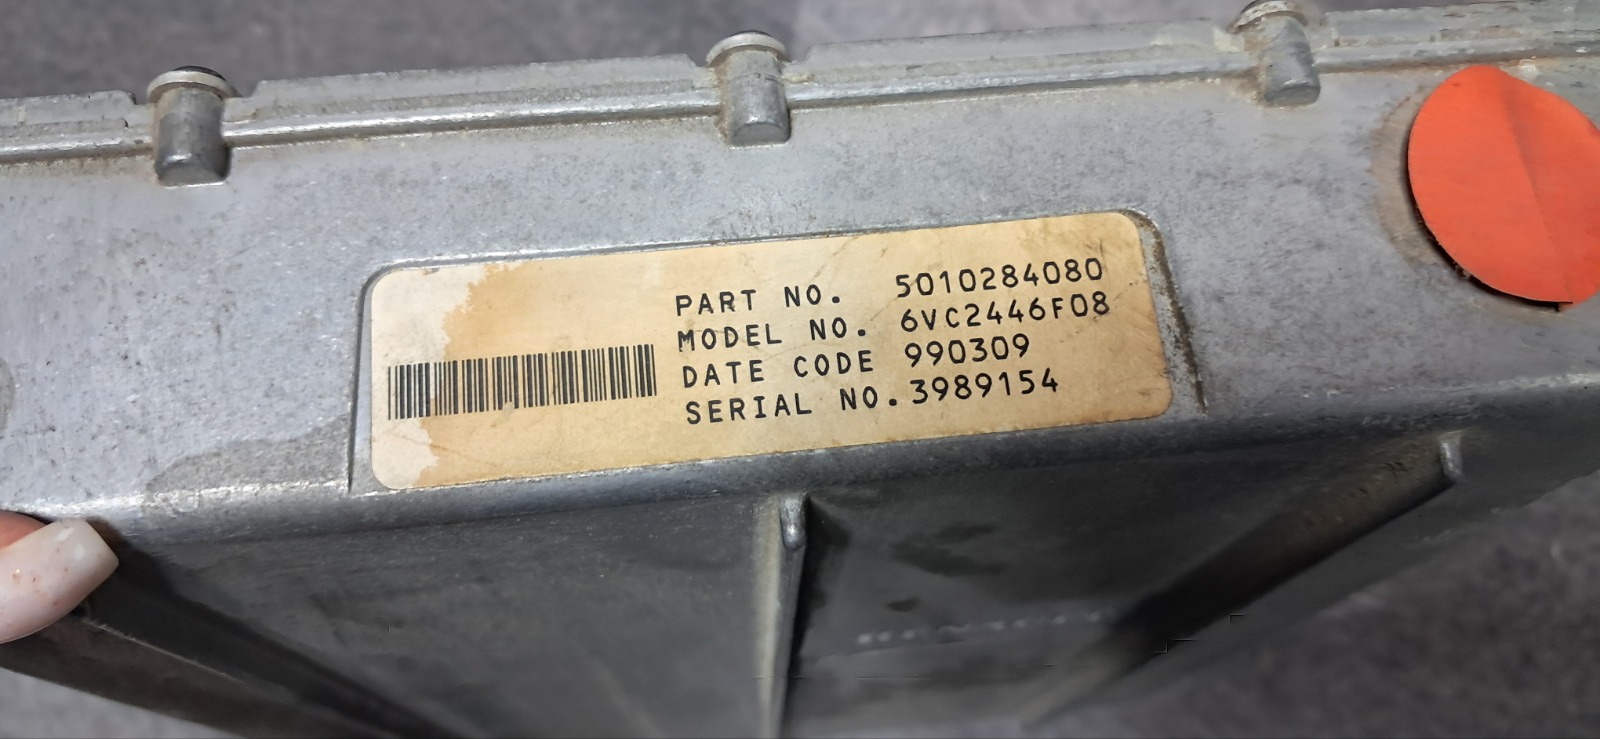 PART NO. 5010284080
MODEL NO. 6VC2446F08
DATE CODE 990309
SERIAL NO. 3989154